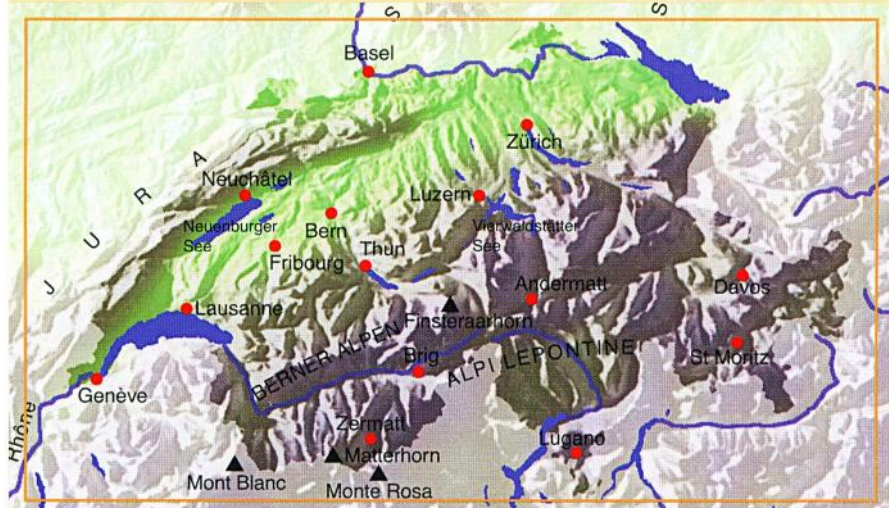 S
S
Basel
Zürich
JURA
Neuchâtel
Luzern
Neuenburger
See
Bern
Vierwaldstätter
See
Fribourg
Thun
Andermatt
Davos
Lausanne
Finsteraarhorn
BERNER ALPEN
Brig
ALPI LEPONTINE
St Moritz
Genève
Rhône
Zermatt
Lugano
Matterhorn
Mont Blanc
Monte Rosa